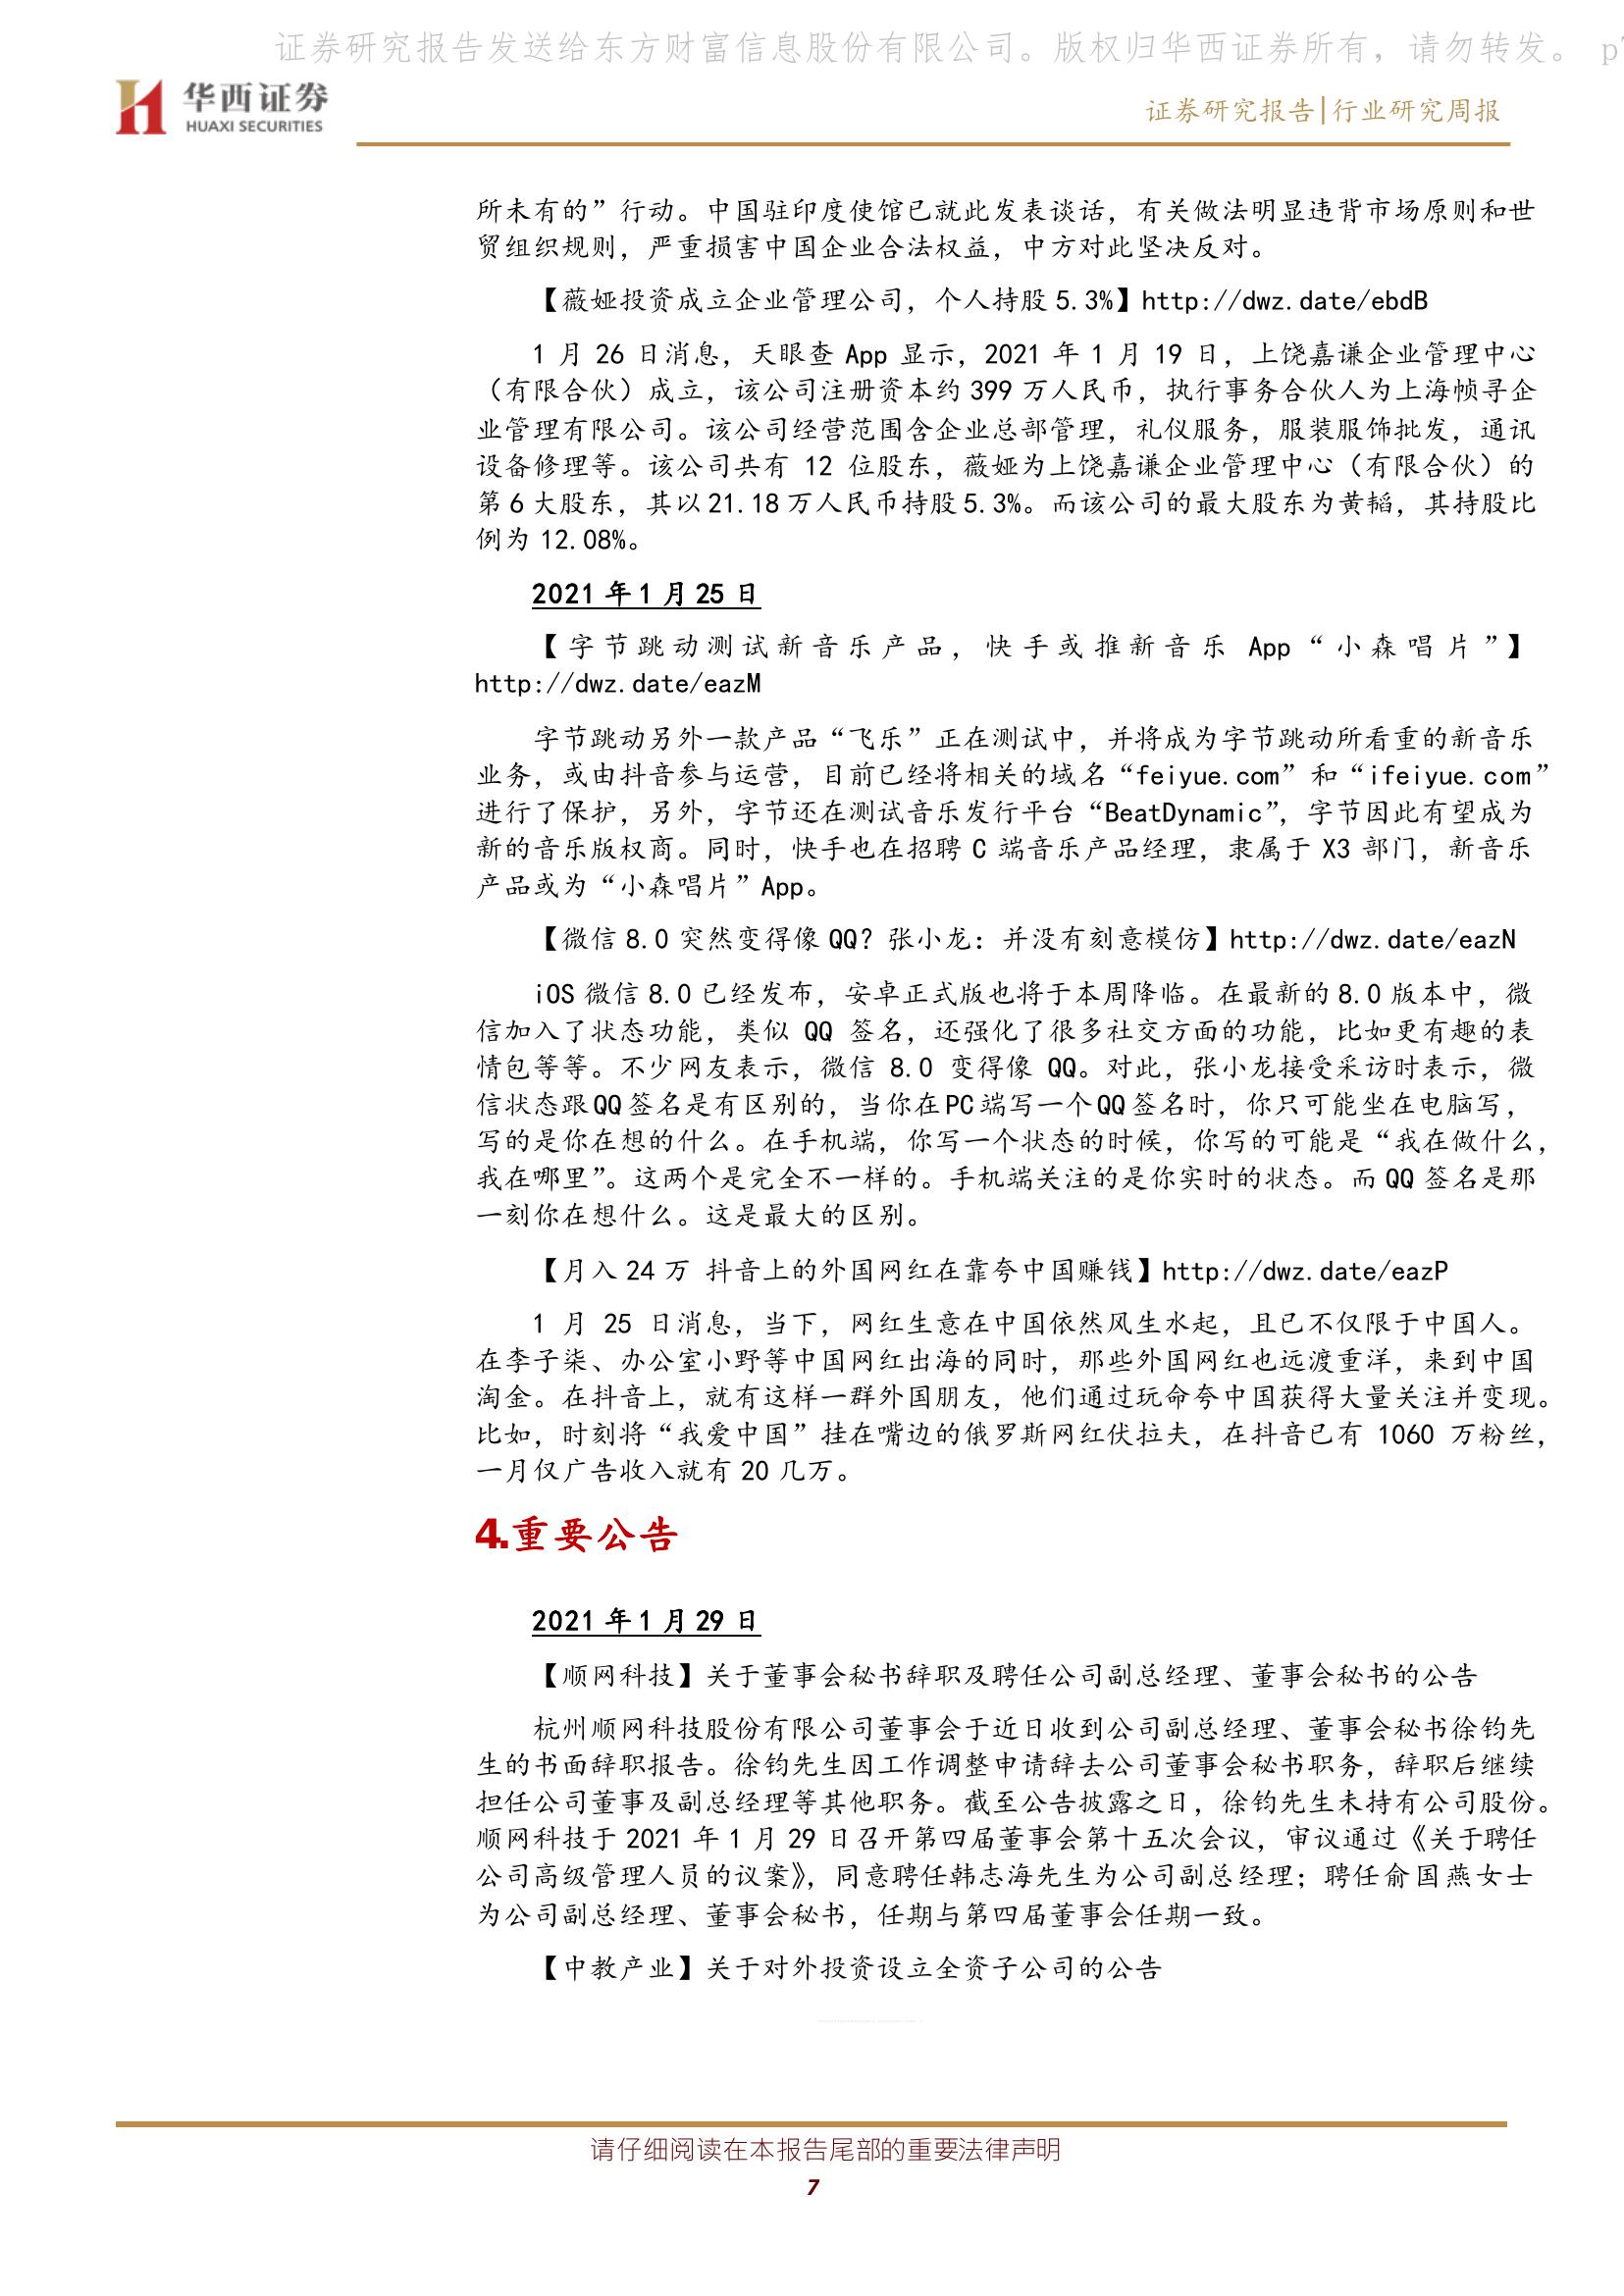 证券研究报告发送给东方财富信息股份有限公司。版权归华西证券所有，请勿转发。 p
华西证券
HUAXI SECURITIES
证券研究报告|行业研究周报
所未有的”行动。中国驻印度使馆已就此发表谈话，有关做法明显违背市场原则和世
贸组织规则，严重损害中国企业合法权益，中方对此坚决反对。
【薇娅投资成立企业管理公司，个人持股 5.3%】http://dwz.date/ebdB
1 月 26 日消息，天眼查 App 显示，2021 年 1 月 19 日，上饶嘉谦企业管理中心
（有限合伙）成立，该公司注册资本约 399 万人民币，执行事务合伙人为上海帧寻企
业管理有限公司。该公司经营范围含企业总部管理，礼仪服务，服装服饰批发，通讯
设备修理等。该公司共有 12 位股东，薇娅为上饶嘉谦企业管理中心（有限合伙）的
第 6 大股东，其以 21.18 万人民币持股 5.3%。而该公司的最大股东为黄韬，其持股比
例为 12.08%。
2021 年 1 月 25 日
【字节跳动测试新音乐产品，快手或推新音乐 App“小森唱片”】
http://dwz.date/eazM
字节跳动另外一款产品“飞乐”正在测试中，并将成为字节跳动所看重的新音乐
业务，或由抖音参与运营，目前已经将相关的域名“feiyue.com”和“ifeiyue.com”
进行了保护，另外，字节还在测试音乐发行平台“BeatDynamic”，字节因此有望成为
新的音乐版权商。同时，快手也在招聘 C 端音乐产品经理，隶属于 X3 部门，新音乐
产品或为“小森唱片”App。
【微信 8.0 突然变得像 QQ？张小龙：并没有刻意模仿】http://dwz.date/eazN
iOS 微信 8.0 已经发布，安卓正式版也将于本周降临。在最新的 8.0 版本中，微
信加入了状态功能，类似 QQ 签名，还强化了很多社交方面的功能，比如更有趣的表
情包等等。不少网友表示，微信 8.0 变得像 QQ。对此，张小龙接受采访时表示，微
信状态跟 QQ 签名是有区别的，当你在 PC 端写一个 QQ 签名时，你只可能坐在电脑写，
写的是你在想的什么。在手机端，你写一个状态的时候，你写的可能是“我在做什么，
我在哪里”。这两个是完全不一样的。手机端关注的是你实时的状态。而 QQ 签名是那
一刻你在想什么。这是最大的区别。
【月入 24 万 抖音上的外国网红在靠夸中国赚钱】http://dwz.date/eazP
1 月 25 日消息，当下，网红生意在中国依然风生水起，且已不仅限于中国人。
在李子柒、办公室小野等中国网红出海的同时，那些外国网红也远渡重洋，来到中国
淘金。在抖音上，就有这样一群外国朋友，他们通过玩命夸中国获得大量关注并变现。
比如，时刻将“我爱中国”挂在嘴边的俄罗斯网红伏拉夫，在抖音已有 1060 万粉丝，
一月仅广告收入就有 20 几万。
4.重要公告
2021 年 1 月 29 日
【顺网科技】关于董事会秘书辞职及聘任公司副总经理、董事会秘书的公告
杭州顺网科技股份有限公司董事会于近日收到公司副总经理、董事会秘书徐钧先
生的书面辞职报告。徐钧先生因工作调整申请辞去公司董事会秘书职务，辞职后继续
担任公司董事及副总经理等其他职务。截至公告披露之日，徐钧先生未持有公司股份。
顺网科技于 2021 年 1 月 29 日召开第四届董事会第十五次会议，审议通过《关于聘任
公司高级管理人员的议案》，同意聘任韩志海先生为公司副总经理；聘任俞国燕女士
为公司副总经理、董事会秘书，任期与第四届董事会任期一致。
【中教产业】关于对外投资设立全资子公司的公告
请仔细阅读在本报告尾部的重要法律声明
7